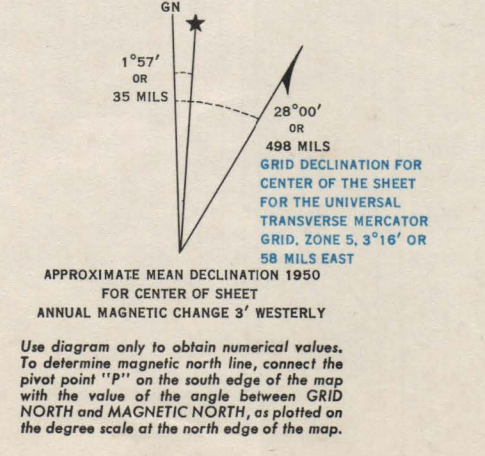 GN
1°57′
OR
35 MILS
28°00′
OR
498 MILS
GRID DECLINATION FOR
CENTER OF THE SHEET
FOR THE UNIVERSAL
TRANSVERSE MERCATOR
GRID, ZONE 5, 3°16′ OR
58 MILS EAST
APPROXIMATE MEAN DECLINATION 1950
FOR CENTER OF SHEET
ANNUAL MAGNETIC CHANGE 3′ WESTERLY
Use diagram only to obtain numerical values.
To determine magnetic north line, connect the
pivot point "P" on the south edge of the map
with the value of the angle between GRID
NORTH and MAGNETIC NORTH, as plotted on
the degree scale at the north edge of the map.